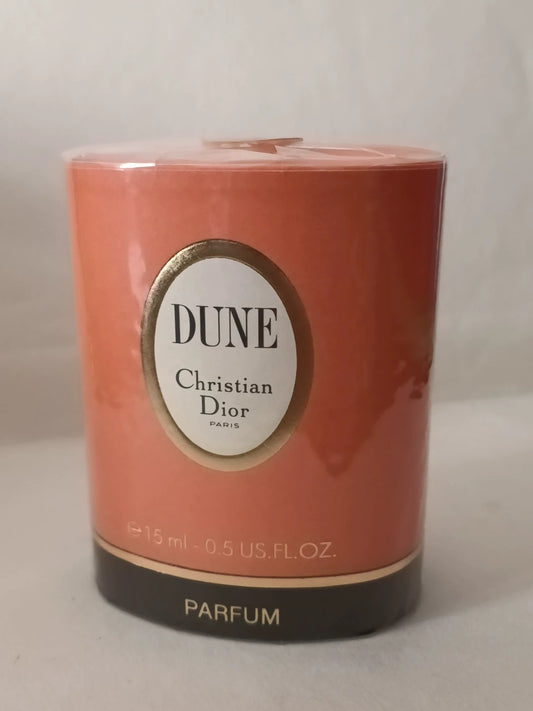 DUNE
Christian
Dior
PARIS
℮ 15 ml - 0.5 US.FL.OZ.
PARFUM